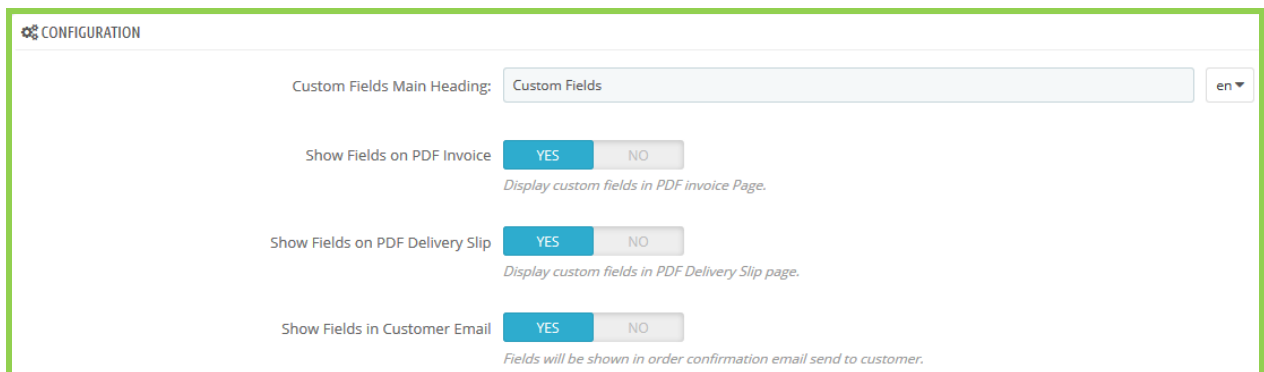 CONFIGURATION
Custom Fields Main Heading: Custom Fields en
Show Fields on PDF Invoice YES NO
Display custom fields in PDF invoice Page.
Show Fields on PDF Delivery Slip YES NO
Display custom fields in PDF Delivery Slip page.
Show Fields in Customer Email YES NO
Fields will be shown in order confirmation email send to customer.